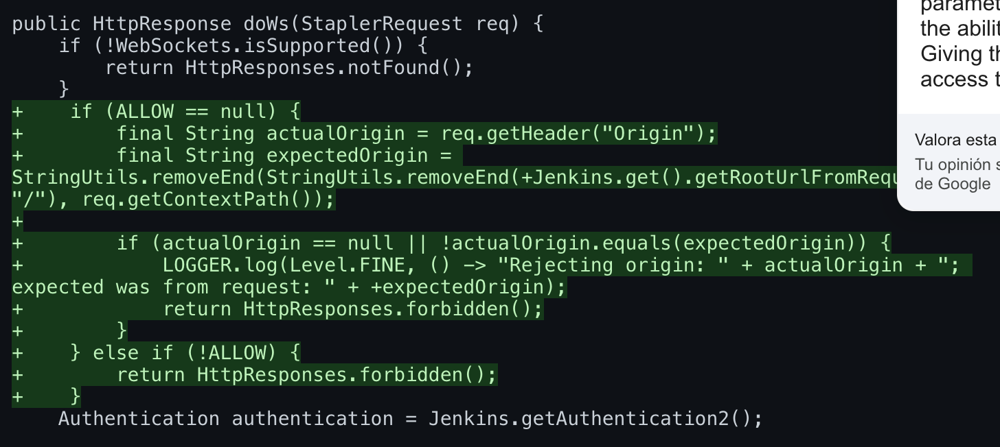 public HttpResponse doWs(StaplerRequest req) {
    if (!WebSockets.isSupported()) {
        return HttpResponses.notFound();
    }
+    if (ALLOW == null) {
+        final String actualOrigin = req.getHeader("Origin");
+        final String expectedOrigin =
StringUtils.removeEnd(StringUtils.removeEnd(+Jenkins.get().getRootUrlFromRequ
"/"), req.getContextPath());
+
+        if (actualOrigin == null || !actualOrigin.equals(expectedOrigin)) {
+            LOGGER.log(Level.FINE, () -> "Rejecting origin: " + actualOrigin + ";
expected was from request: " + +expectedOrigin);
+            return HttpResponses.forbidden();
+        }
+    } else if (!ALLOW) {
+        return HttpResponses.forbidden();
+    }
    Authentication authentication = Jenkins.getAuthentication2();
paramet
the abilit
Giving th
access t
Valora esta
Tu opinión s
de Google